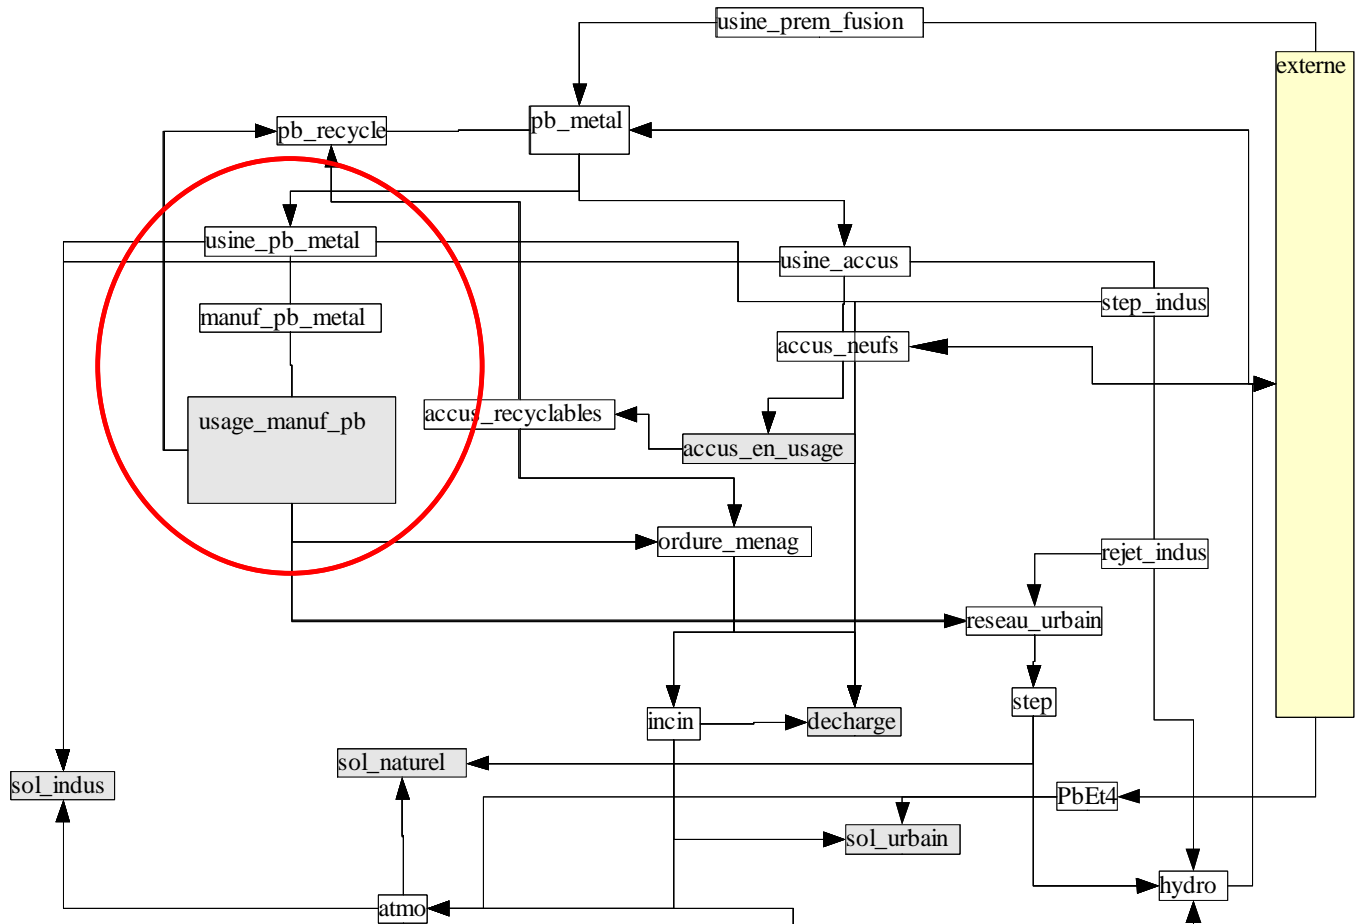 usine_prem_fusion
externe
pb_metal
pb_recycle
usine_pb_metal
usine_accus
step_indus
manuf_pb_metal
accus_neufs
usage_manuf_pb
accus_recyclables
accus_en_usage
ordure_menag
rejet_indus
reseau_urbain
step
incin
decharge
sol_naturel
sol_indus
PbEt4
sol_urbain
hydro
atmo